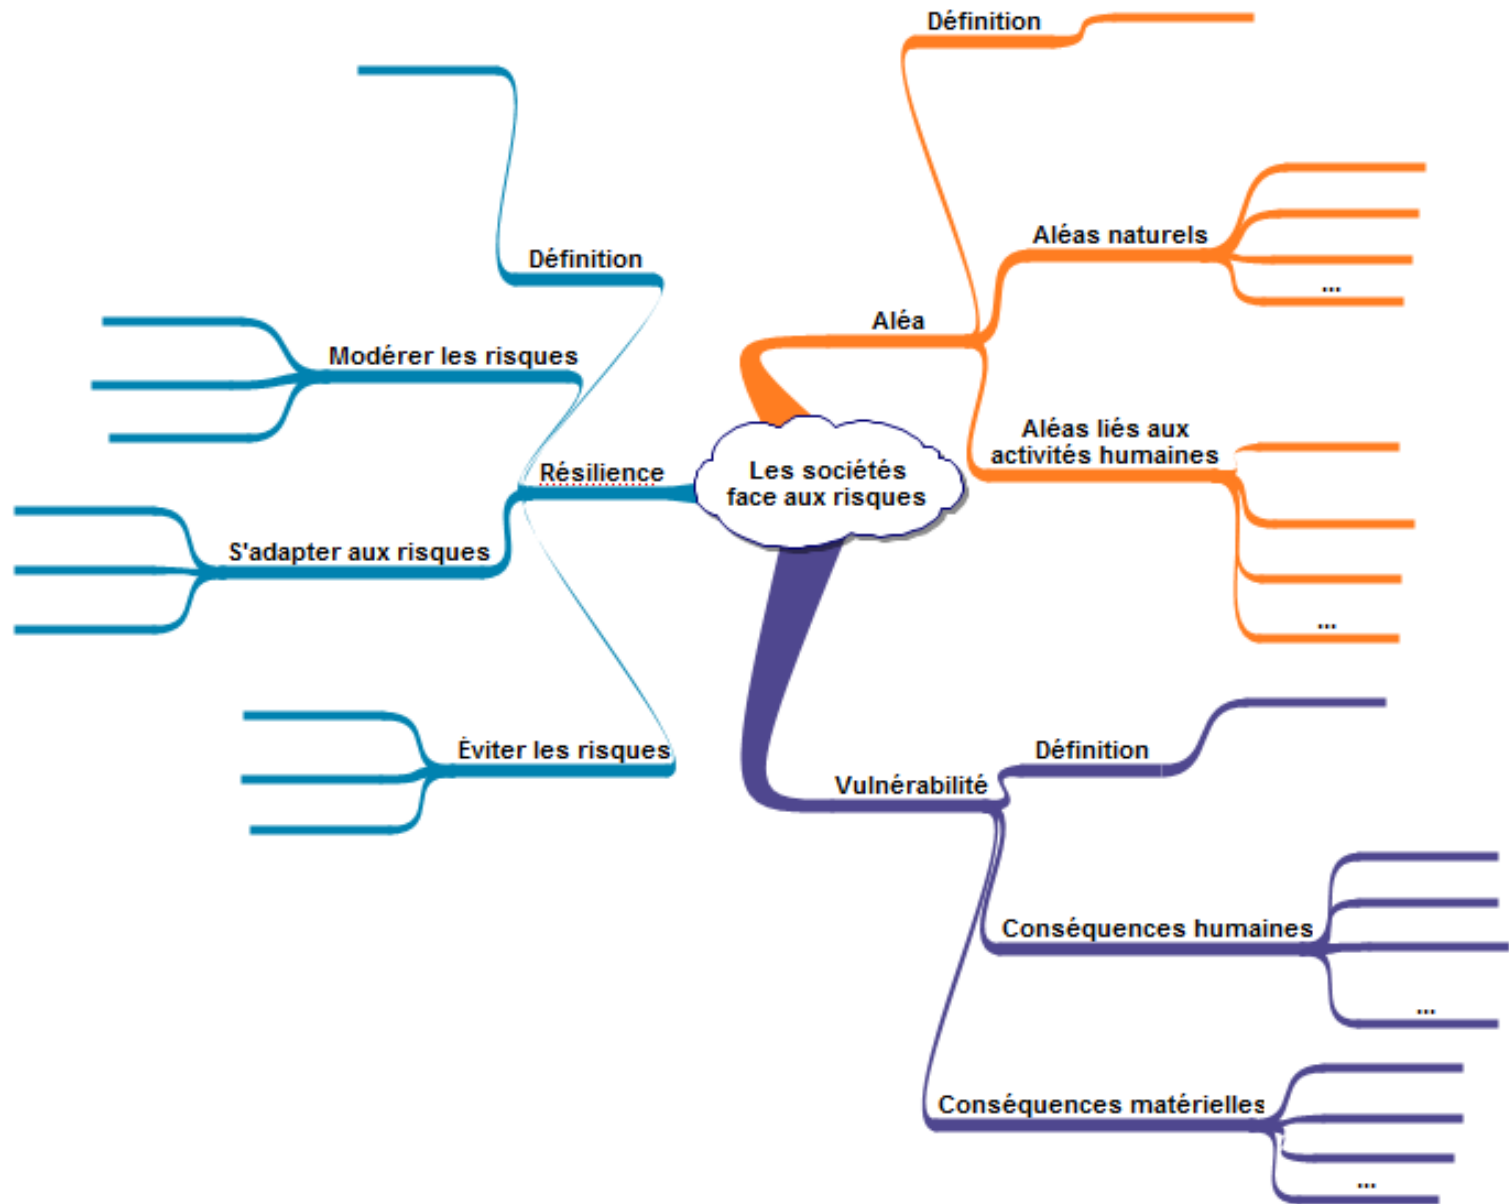 Les sociétés
face aux risques
Aléa
Définition
Aléas naturels
...
Aléas liés aux
activités humaines
...
Vulnérabilité
Définition
Conséquences humaines
...
Conséquences matérielles
...
Résilience
Définition
Modérer les risques
S'adapter aux risques
Éviter les risques